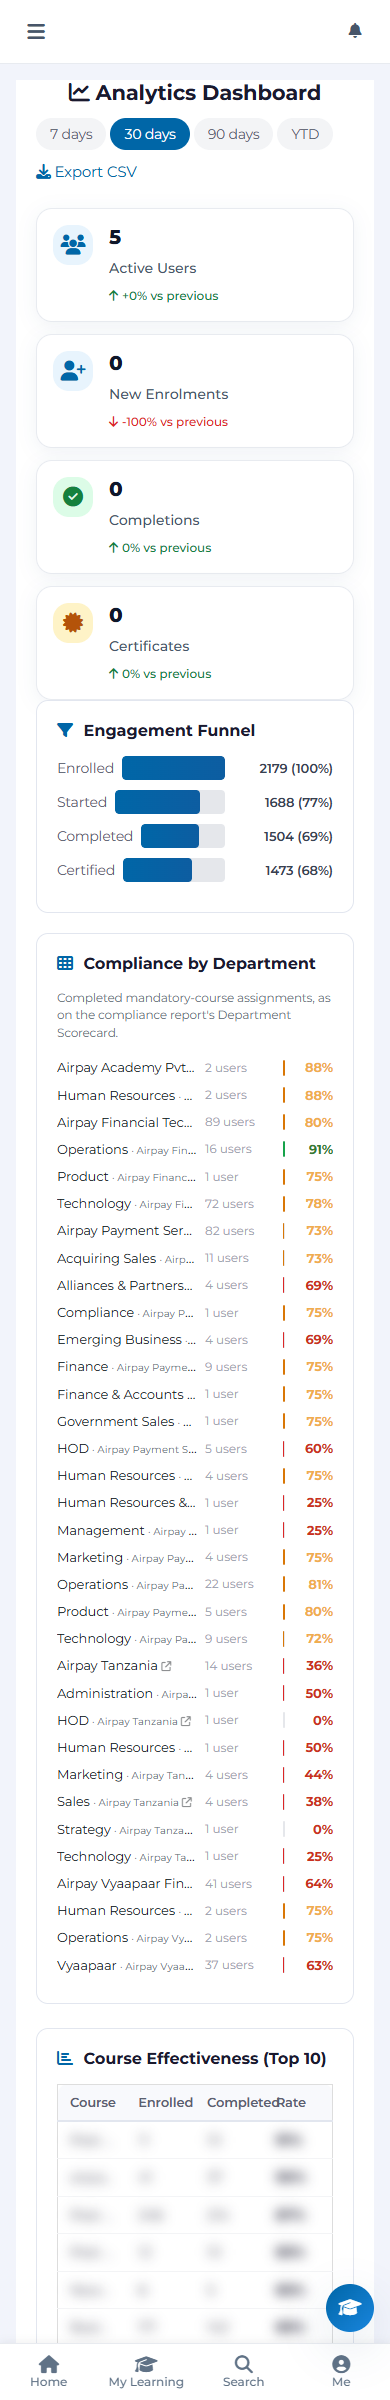 Analytics Dashboard
7 days 30 days 90 days YTD
Export CSV
5
Active Users
+0% vs previous
0
New Enrolments
-100% vs previous
0
Completions
0% vs previous
0
Certificates
0% vs previous
Engagement Funnel
Enrolled 2179 (100%)
Started 1688 (77%)
Completed 1504 (69%)
Certified 1473 (68%)
Compliance by Department
Completed mandatory-course assignments, as
on the compliance report's Department
Scorecard.
Airpay Academy Pvt... 2 users 88%
Human Resources · ... 2 users 88%
Airpay Financial Tec... 89 users 80%
Operations · Airpay Fin... 16 users 91%
Product · Airpay Financ... 1 user 75%
Technology · Airpay Fi... 72 users 78%
Airpay Payment Ser... 82 users 73%
Acquiring Sales · Airp... 11 users 73%
Alliances & Partners... 4 users 69%
Compliance · Airpay P... 1 user 75%
Emerging Business ·... 4 users 69%
Finance · Airpay Payme... 9 users 75%
Finance & Accounts ... 1 user 75%
Government Sales · ... 1 user 75%
HOD · Airpay Payment S... 5 users 60%
Human Resources · ... 4 users 75%
Human Resources &... 1 user 25%
Management · Airpay ... 1 user 25%
Marketing · Airpay Pay... 4 users 75%
Operations · Airpay Pa... 22 users 81%
Product · Airpay Payme... 5 users 80%
Technology · Airpay Pa... 9 users 72%
Airpay Tanzania 14 users 36%
Administration · Airpa... 1 user 50%
HOD · Airpay Tanzania 1 user 0%
Human Resources · ... 1 user 50%
Marketing · Airpay Tan... 4 users 44%
Sales · Airpay Tanzania 4 users 38%
Strategy · Airpay Tanza... 1 user 0%
Technology · Airpay Ta... 1 user 25%
Airpay Vyaapaar Fin... 41 users 64%
Human Resources · ... 2 users 75%
Operations · Airpay Vy... 2 users 75%
Vyaapaar · Airpay Vyaa... 37 users 63%
Course Effectiveness (Top 10)
Course Enrolled Completed Rate
Home My Learning Search Me